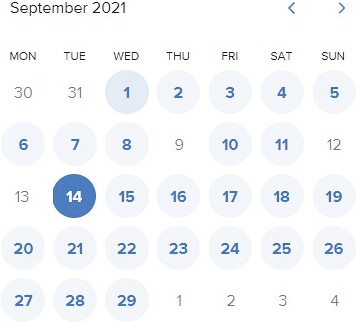 September 2021
MON TUE WED THU FRI SAT SUN
30 31 1 2 3 4 5
6 7 8 9 10 11 12
13 14 15 16 17 18 19
20 21 22 23 24 25 26
27 28 29 1 2 3 4